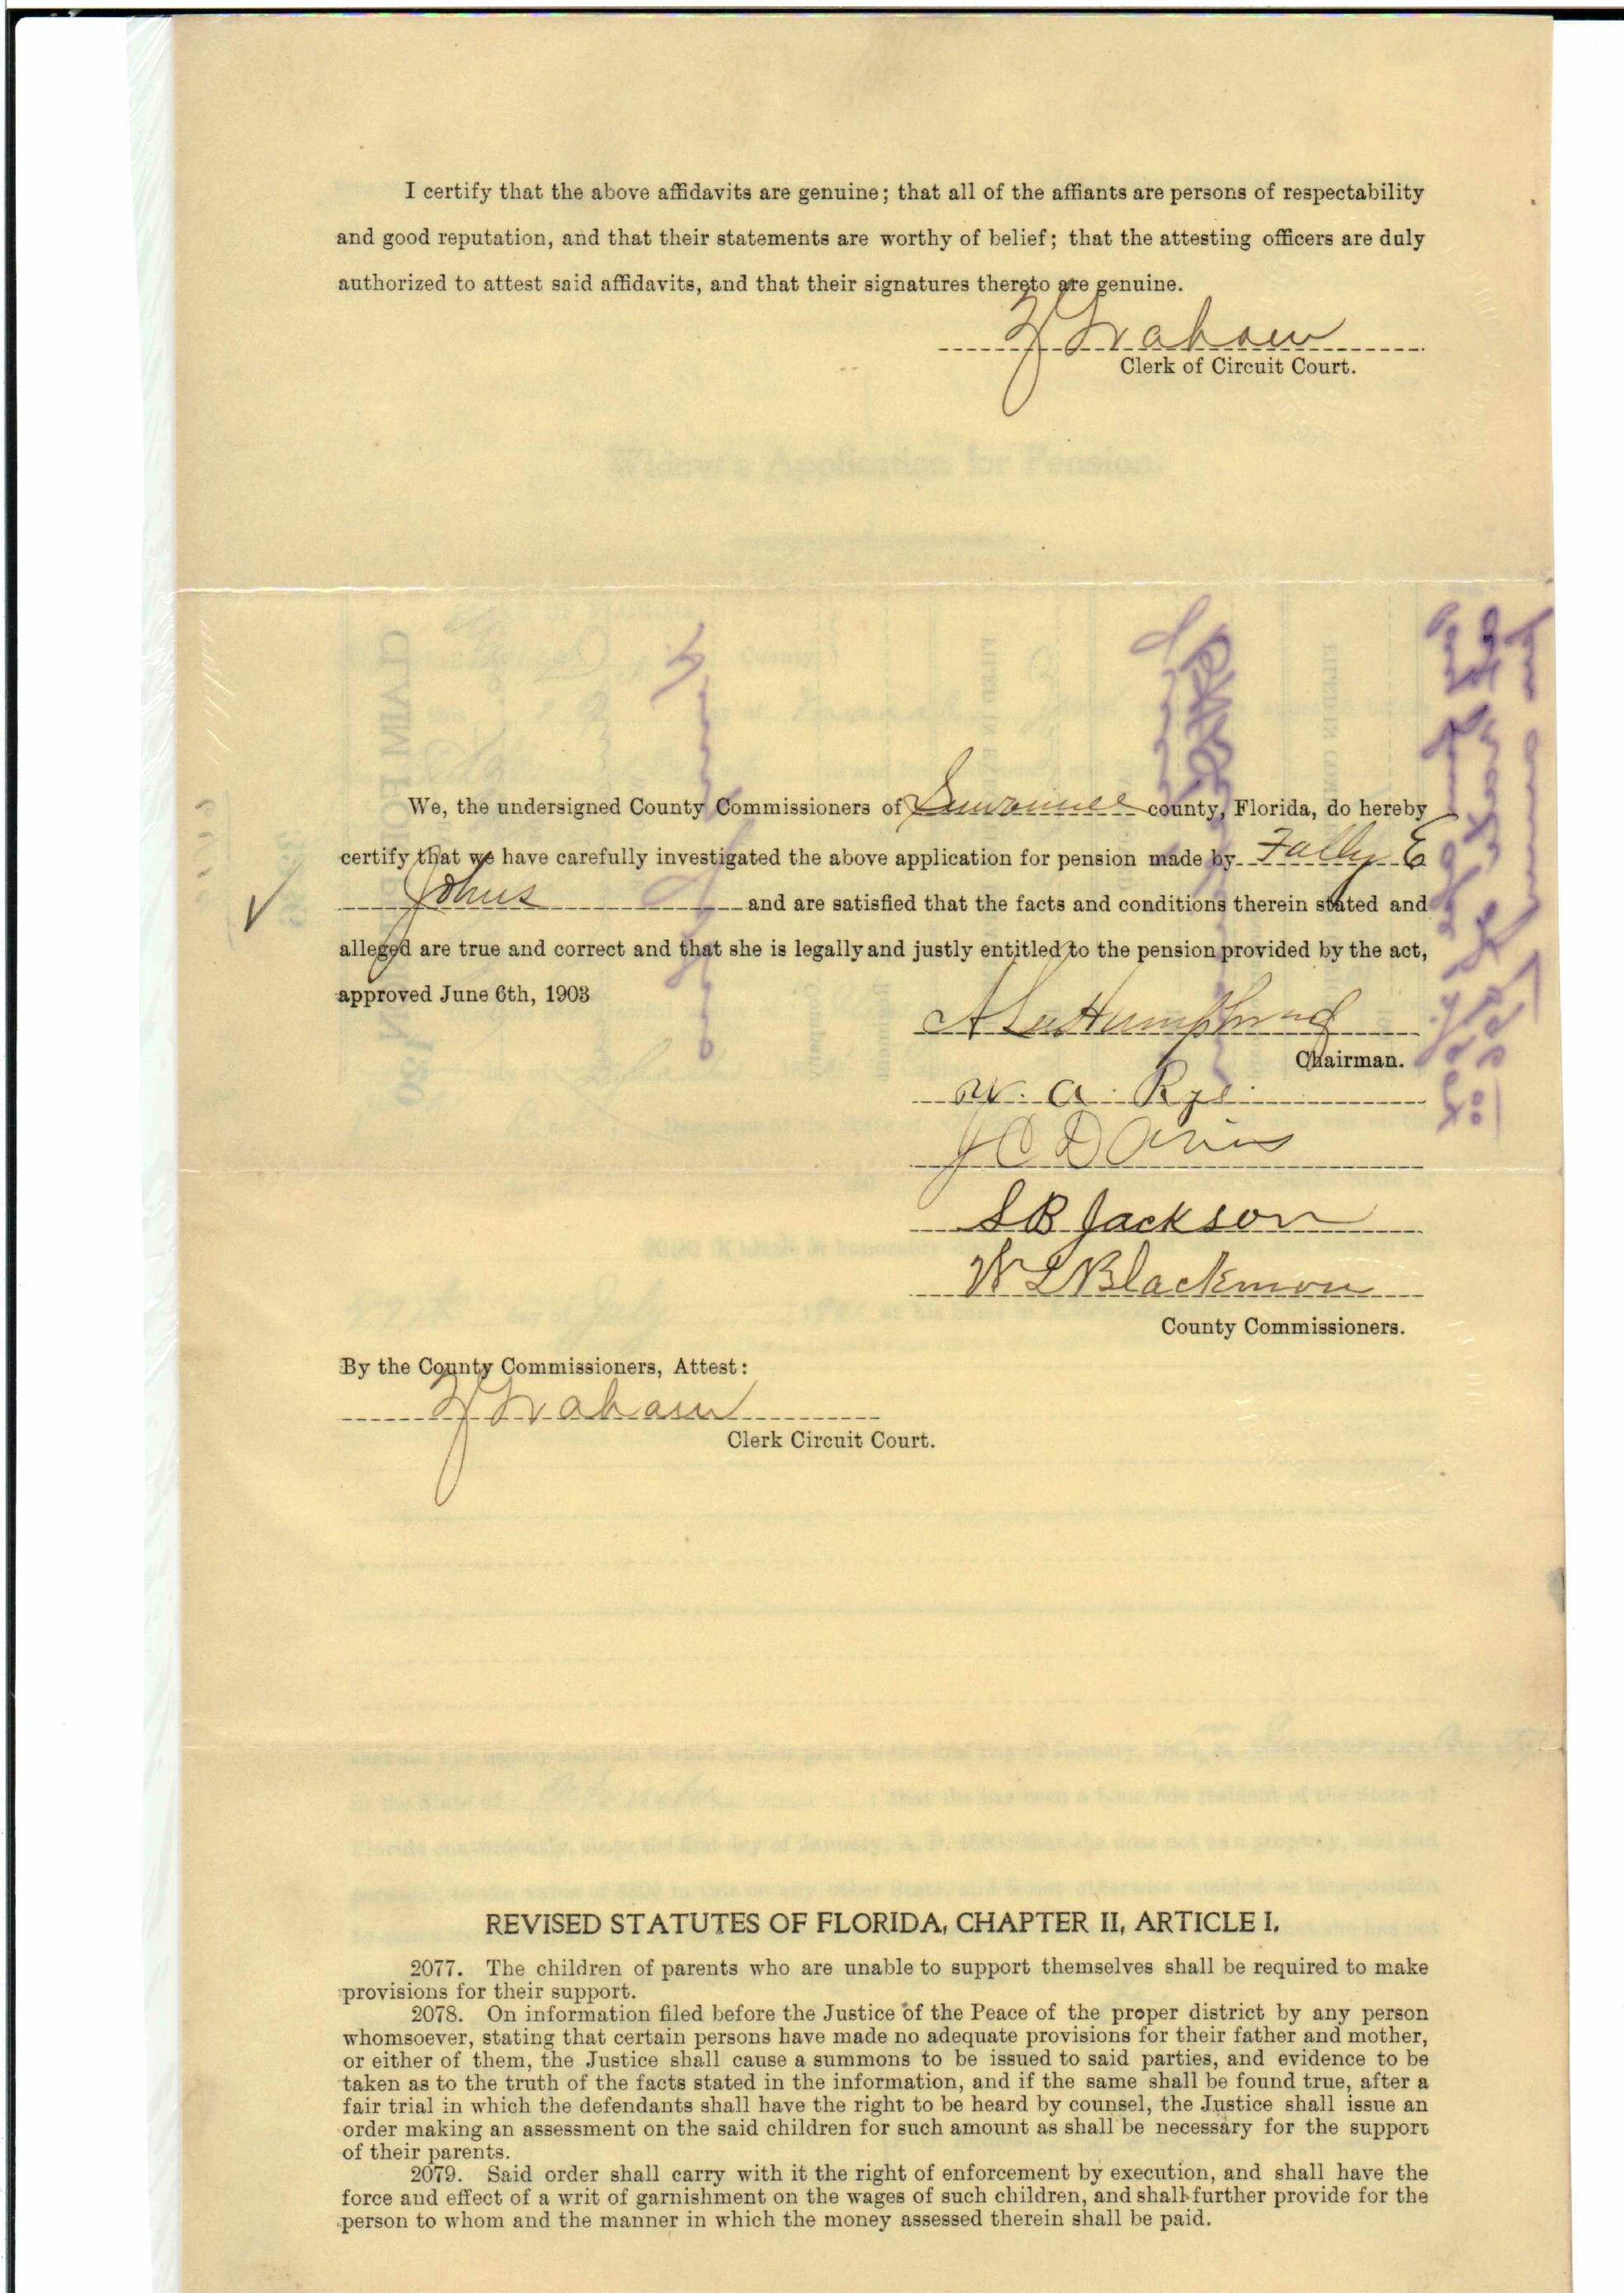 I certify that the above affidavits are genuine; that all of the affiants are persons of respectability
and good reputation, and that their statements are worthy of belief; that the attesting officers are duly
authorized to attest said affidavits, and that their signatures thereto are genuine.
Clerk of Circuit Court.
Widow's Application for Pension.
We, the undersigned County Commissioners of Suwannee county, Florida, do hereby
certify that we have carefully investigated the above application for pension made by E
Johns and are satisfied that the facts and conditions therein stated and
alleged are true and correct and that she is legally and justly entitled to the pension provided by the act,
approved June 6th, 1903
Chairman.
W. A.
J C Davis
S B Jackson
W L Blackmon
County Commissioners.
By the County Commissioners, Attest:
Clerk Circuit Court.
REVISED STATUTES OF FLORIDA, CHAPTER II, ARTICLE I.
2077. The children of parents who are unable to support themselves shall be required to make
provisions for their support.
2078. On information filed before the Justice of the Peace of the proper district by any person
whomsoever, stating that certain persons have made no adequate provisions for their father and mother,
or either of them, the Justice shall cause a summons to be issued to said parties, and evidence to be
taken as to the truth of the facts stated in the information, and if the same shall be found true, after a
fair trial in which the defendants shall have the right to be heard by counsel, the Justice shall issue an
order making an assessment on the said children for such amount as shall be necessary for the support
of their parents.
2079. Said order shall carry with it the right of enforcement by execution, and shall have the
force and effect of a writ of garnishment on the wages of such children, and shall further provide for the
person to whom and the manner in which the money assessed therein shall be paid.